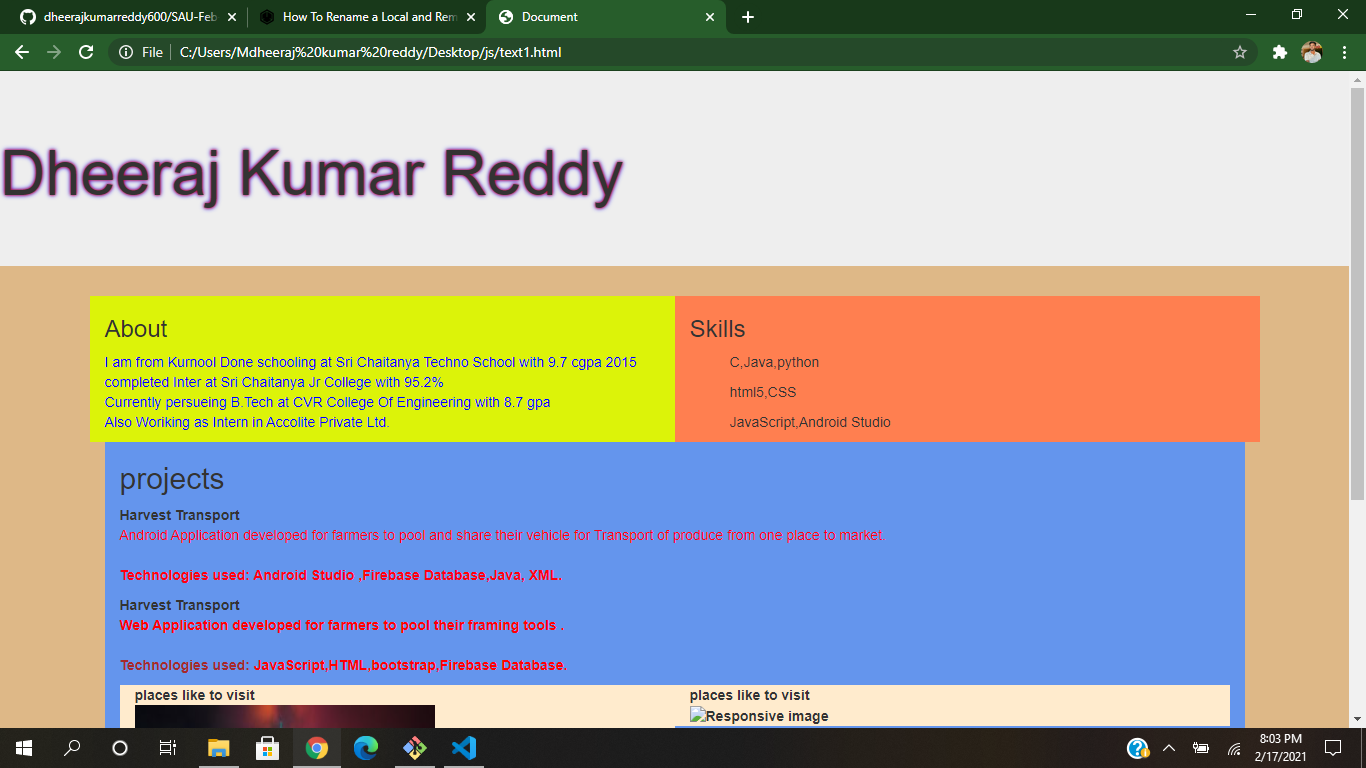 dheerajkumarreddy600/SAU-Feb
How To Rename a Local and Rem
Document
File
C:/Users/Mdheeraj%20kumar%20reddy/Desktop/js/text1.html
Dheeraj Kumar Reddy
About
I am from Kurnool Done schooling at Sri Chaitanya Techno School with 9.7 cgpa 2015
completed Inter at Sri Chaitanya Jr College with 95.2%
Currently persueing B.Tech at CVR College Of Engineering with 8.7 gpa
Also Woriking as Intern in Accolite Private Ltd.
Skills
C,Java,python
html5,CSS
JavaScript,Android Studio
projects
Harvest Transport
Android Application developed for farmers to pool and share their vehicle for Transport of produce from one place to market
Technologies used: Android Studio ,Firebase Database,Java, XML.
Harvest Transport
Web Application developed for farmers to pool their framing tools .
Technologies used: JavaScript,HTML,bootstrap,Firebase Database.
places like to visit
places like to visit
Responsive image
8:03 PM
2/17/2021